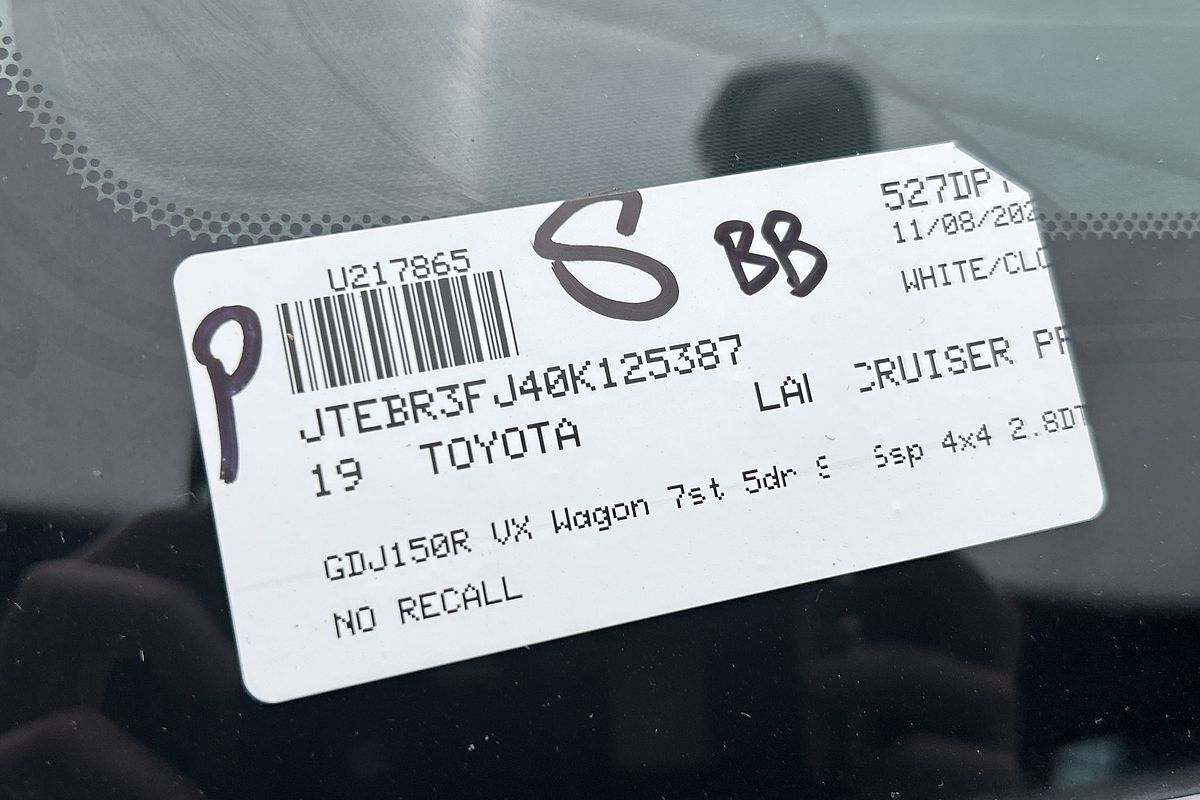 U217865
P S BB
527DP
11/08/202
WHITE/CLO
JTEBR3FJ40K125387
19 TOYOTA LAI CRUISER PR
GDJ150R VX Wagon 7st 5dr S 6sp 4x4 2.8DT
NO RECALL